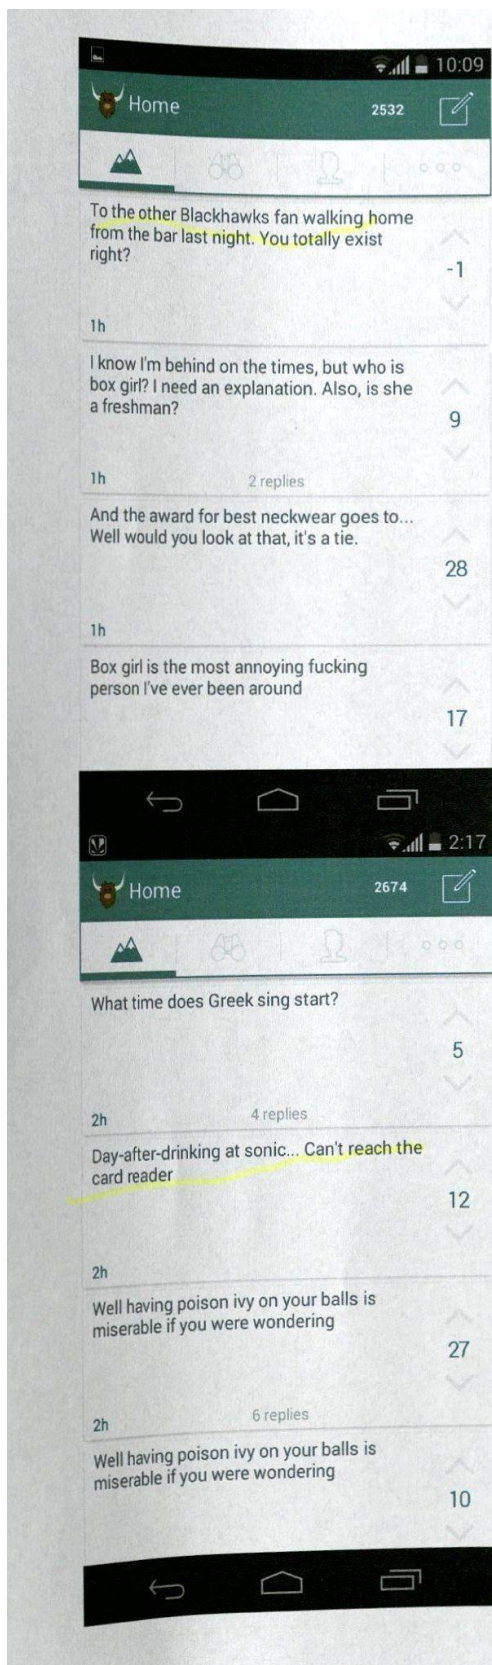 10:09
Home 2532
To the other Blackhawks fan walking home
from the bar last night. You totally exist
right?
-1
1h
I know I'm behind on the times, but who is
box girl? I need an explanation. Also, is she
a freshman?
9
1h 2 replies
And the award for best neckwear goes to...
Well would you look at that, it's a tie.
28
1h
Box girl is the most annoying fucking
person I've ever been around
17
2:17
Home 2674
What time does Greek sing start?
5
2h 4 replies
Day-after-drinking at sonic... Can't reach the
card reader
12
2h
Well having poison ivy on your balls is
miserable if you were wondering
27
2h 6 replies
Well having poison ivy on your balls is
miserable if you were wondering
10